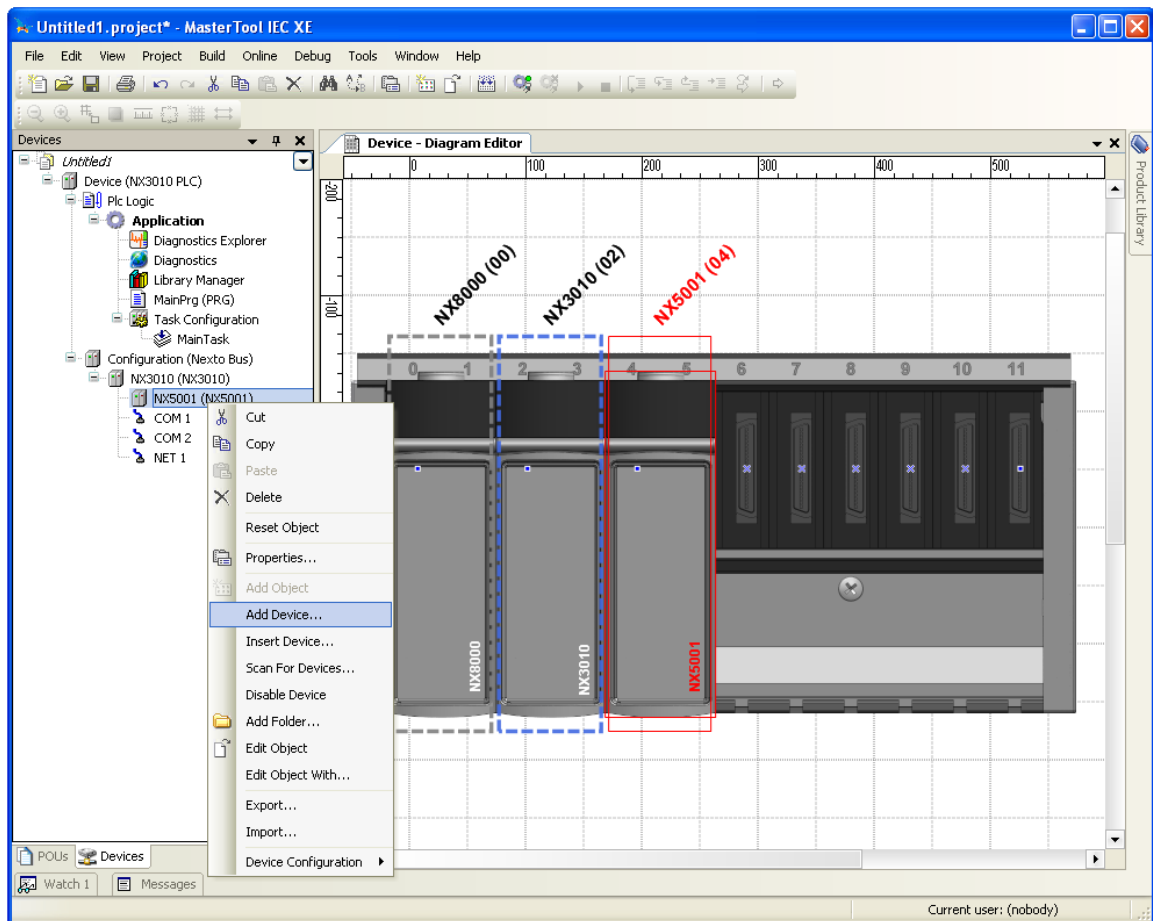 Untitled1.project* - MasterTool IEC XE
File Edit View Project Build Online Debug Tools Window Help
Devices
Untitled1
Device (NX3010 PLC)
Plc Logic
Application
Diagnostics Explorer
Diagnostics
Library Manager
MainPrg (PRG)
Task Configuration
MainTask
Configuration (Nexto Bus)
NX3010 (NX3010)
NX5001 (NX5001)
COM 1
COM 2
NET 1
Cut
Copy
Paste
Delete
Reset Object
Properties...
Add Object
Add Device...
Insert Device...
Scan For Devices...
Disable Device
Add Folder...
Edit Object
Edit Object With...
Export...
Import...
Device Configuration
Device - Diagram Editor
0 100 200 300 400 500
-200
-100
NX8000 (00) NX3010 (02) NX5001 (04)
0 1 2 3 4 5 6 7 8 9 10 11
NX8000 NX3010 NX5001
Product Library
POUs Devices
Watch 1 Messages
Current user: (nobody)